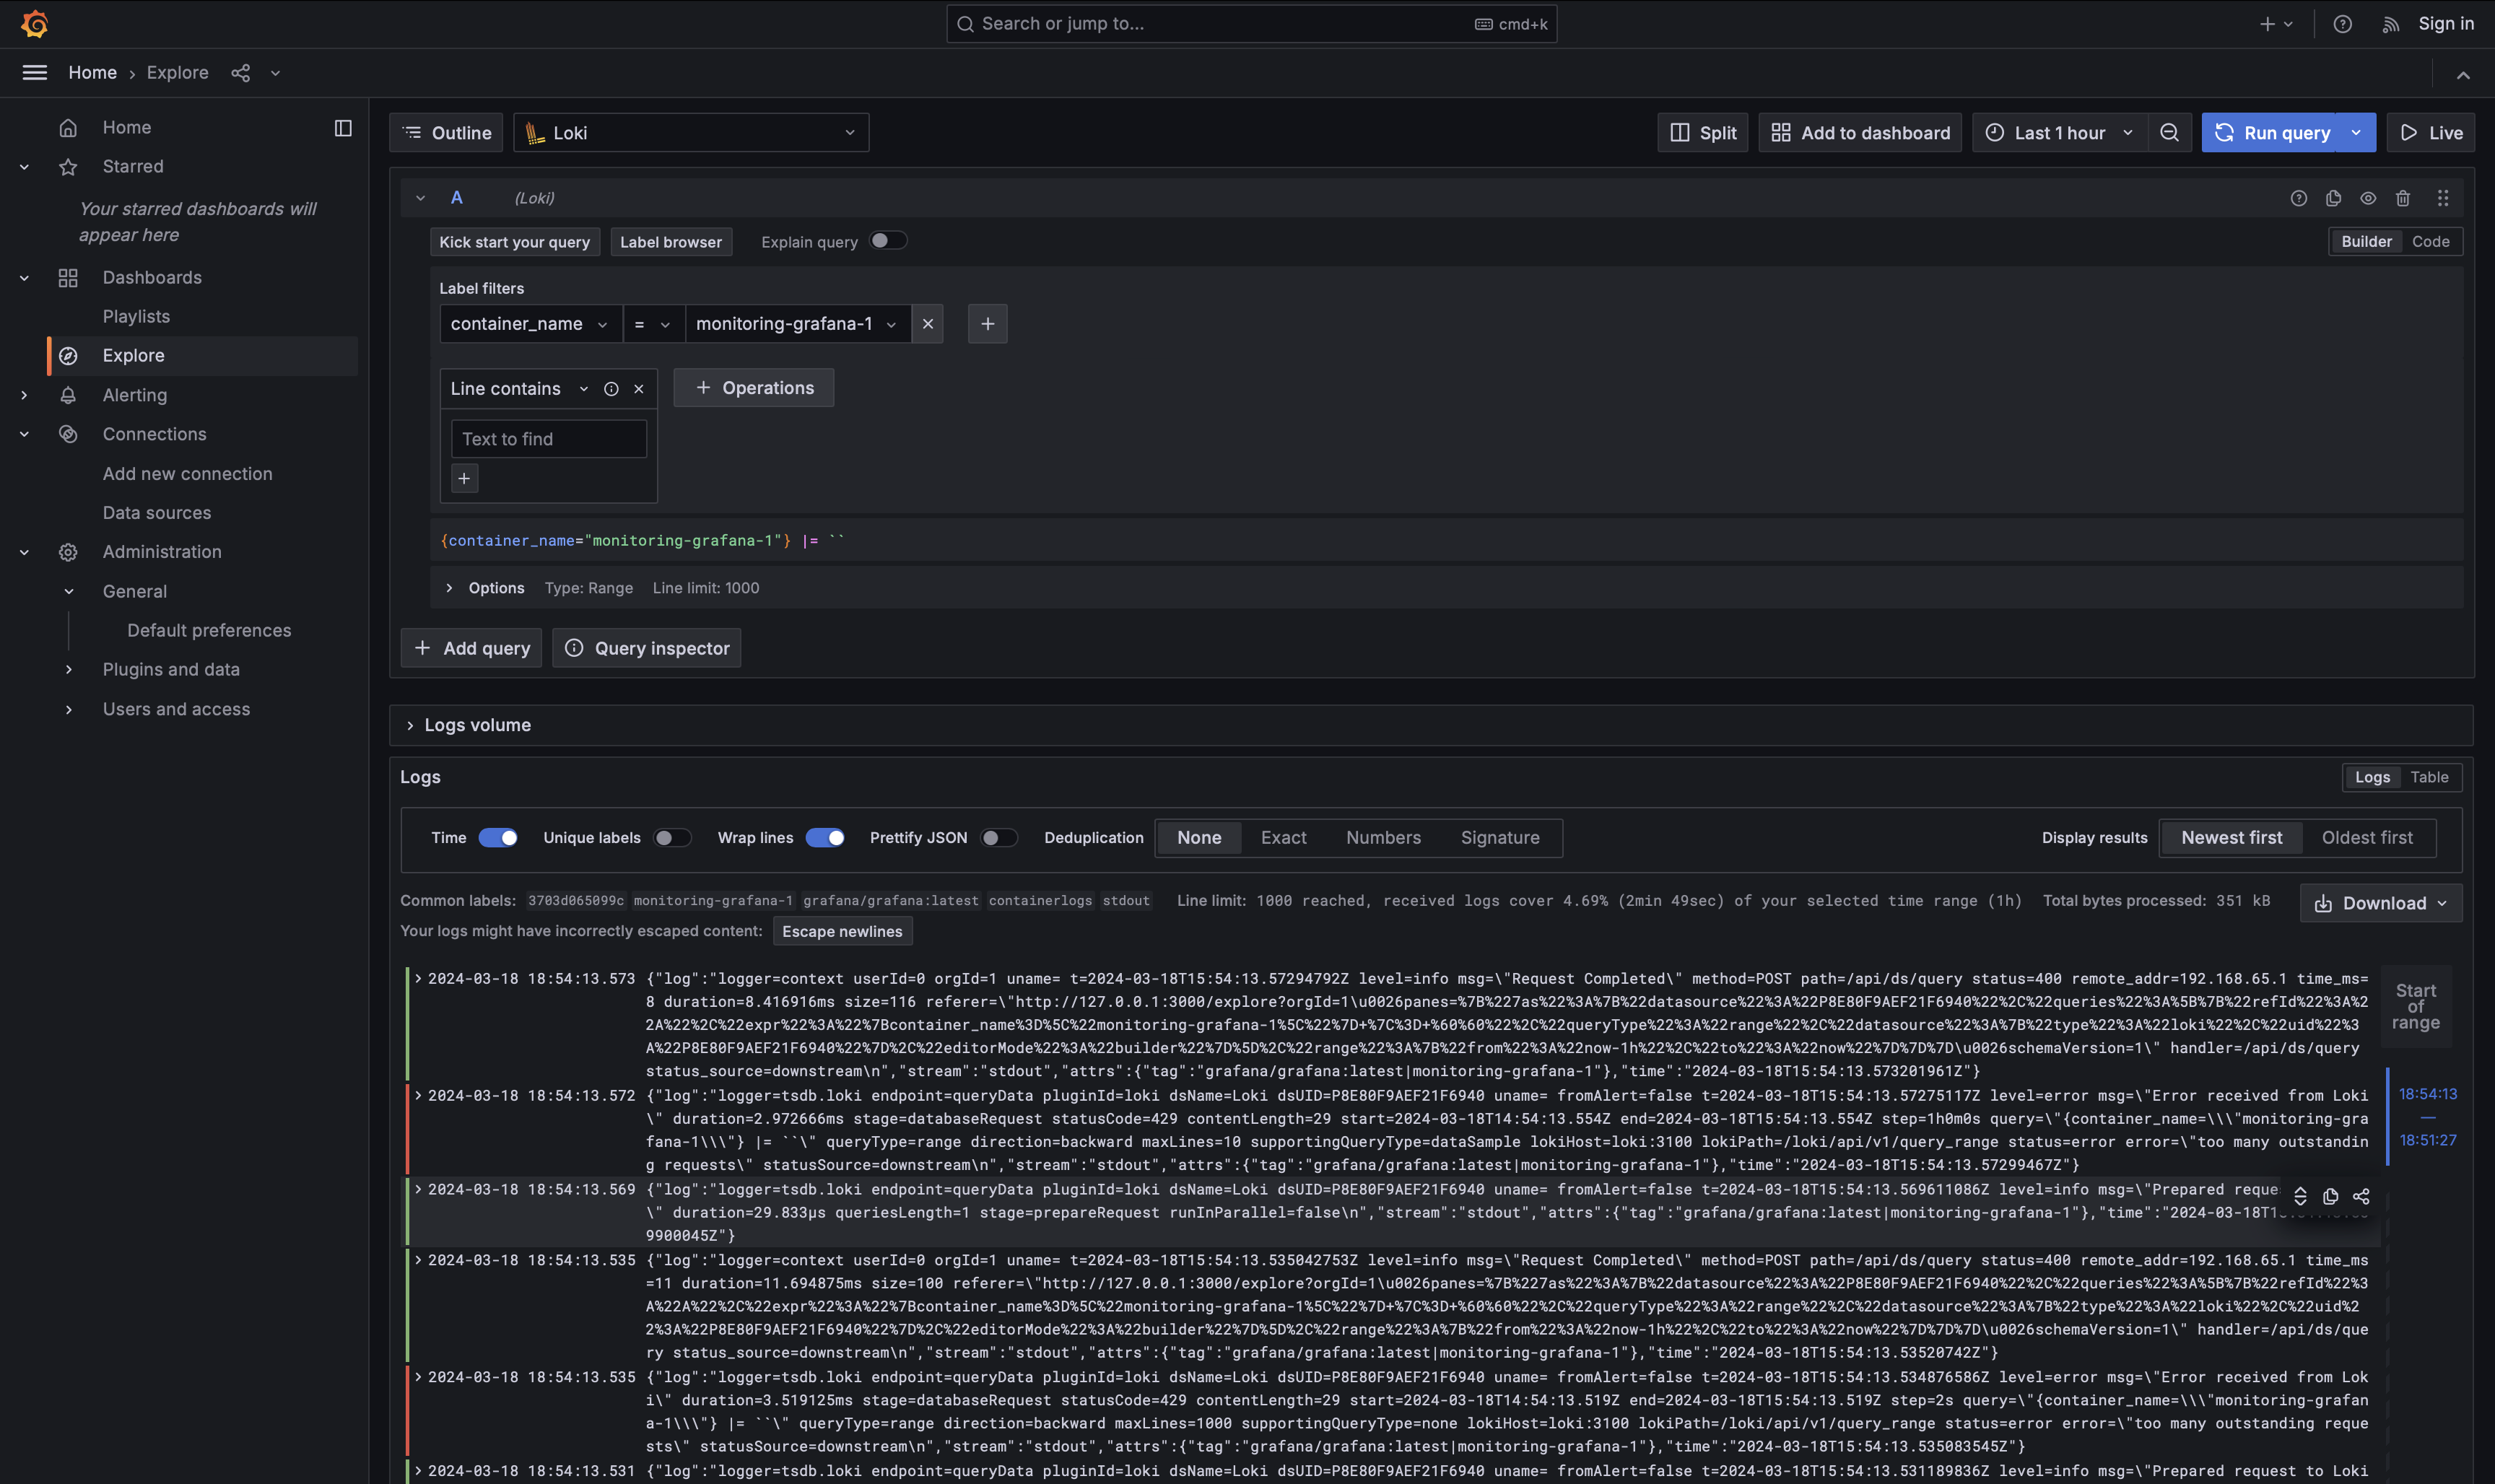 Search or jump to...
cmd+k
Sign in
Home › Explore
Home
Starred
Your starred dashboards will
appear here
Dashboards
Playlists
Explore
Alerting
Connections
Add new connection
Data sources
Administration
General
Default preferences
Plugins and data
Users and access
Outline
Loki
Split
Add to dashboard
Last 1 hour
Run query
Live
A (Loki)
Kick start your query
Label browser
Explain query
Builder Code
Label filters
container_name = monitoring-grafana-1
Line contains
Operations
Text to find
{container_name="monitoring-grafana-1"} |= ``
Options Type: Range Line limit: 1000
Add query
Query inspector
Logs volume
Logs
Logs Table
Time Unique labels Wrap lines Prettify JSON Deduplication None Exact Numbers Signature Display results Newest first Oldest first
Common labels: 3703d065099c monitoring-grafana-1 grafana/grafana:latest containerlogs stdout Line limit: 1000 reached, received logs cover 4.69% (2min 49sec) of your selected time range (1h) Total bytes processed: 351 kB
Download
Your logs might have incorrectly escaped content: Escape newlines
2024-03-18 18:54:13.573 {"log":"logger=context userId=0 orgId=1 uname= t=2024-03-18T15:54:13.57294792Z level=info msg=\"Request Completed\" method=POST path=/api/ds/query status=400 remote_addr=192.168.65.1 time_ms=
8 duration=8.416916ms size=116 referer=\"http://127.0.0.1:3000/explore?orgId=1\u0026panes=%7B%227as%22%3A%7B%22datasource%22%3A%22P8E80F9AEF21F6940%22%2C%22queries%22%3A%5B%7B%22refId%22%3A%2
2A%22%2C%22expr%22%3A%22%7Bcontainer_name%3D%5C%22monitoring-grafana-1%5C%22%7D+%7C%3D+%60%60%22%2C%22queryType%22%3A%22range%22%2C%22datasource%22%3A%7B%22type%22%3A%22loki%22%2C%22uid%22%3
A%22P8E80F9AEF21F6940%22%7D%2C%22editorMode%22%3A%22builder%22%7D%5D%2C%22range%22%3A%7B%22from%22%3A%22now-1h%22%2C%22to%22%3A%22now%22%7D%7D%7D\u0026schemaVersion=1\" handler=/api/ds/query
status_source=downstream\n","stream":"stdout","attrs":{"tag":"grafana/grafana:latest|monitoring-grafana-1"},"time":"2024-03-18T15:54:13.573201961Z"}
2024-03-18 18:54:13.572 {"log":"logger=tsdb.loki endpoint=queryData pluginId=loki dsName=Loki dsUID=P8E80F9AEF21F6940 uname= fromAlert=false t=2024-03-18T15:54:13.57275117Z level=error msg=\"Error received from Loki
\" duration=2.972666ms stage=databaseRequest statusCode=429 contentLength=29 start=2024-03-18T14:54:13.554Z end=2024-03-18T15:54:13.554Z step=1h0m0s query=\"{container_name=\\\"monitoring-gra
fana-1\\\"} |= ``\" queryType=range direction=backward maxLines=10 supportingQueryType=dataSample lokiHost=loki:3100 lokiPath=/loki/api/v1/query_range status=error error=\"too many outstandin
g requests\" statusSource=downstream\n","stream":"stdout","attrs":{"tag":"grafana/grafana:latest|monitoring-grafana-1"},"time":"2024-03-18T15:54:13.57299467Z"}
2024-03-18 18:54:13.569 {"log":"logger=tsdb.loki endpoint=queryData pluginId=loki dsName=Loki dsUID=P8E80F9AEF21F6940 uname= fromAlert=false t=2024-03-18T15:54:13.569611086Z level=info msg=\"Prepared reque
\" duration=29.833µs queriesLength=1 stage=prepareRequest runInParallel=false\n","stream":"stdout","attrs":{"tag":"grafana/grafana:latest|monitoring-grafana-1"},"time":"2024-03-18T1
9900045Z"}
2024-03-18 18:54:13.535 {"log":"logger=context userId=0 orgId=1 uname= t=2024-03-18T15:54:13.535042753Z level=info msg=\"Request Completed\" method=POST path=/api/ds/query status=400 remote_addr=192.168.65.1 time_ms
=11 duration=11.694875ms size=100 referer=\"http://127.0.0.1:3000/explore?orgId=1\u0026panes=%7B%227as%22%3A%7B%22datasource%22%3A%22P8E80F9AEF21F6940%22%2C%22queries%22%3A%5B%7B%22refId%22%3
A%22A%22%2C%22expr%22%3A%22%7Bcontainer_name%3D%5C%22monitoring-grafana-1%5C%22%7D+%7C%3D+%60%60%22%2C%22queryType%22%3A%22range%22%2C%22datasource%22%3A%7B%22type%22%3A%22loki%22%2C%22uid%2
2%3A%22P8E80F9AEF21F6940%22%7D%2C%22editorMode%22%3A%22builder%22%7D%5D%2C%22range%22%3A%7B%22from%22%3A%22now-1h%22%2C%22to%22%3A%22now%22%7D%7D%7D\u0026schemaVersion=1\" handler=/api/ds/que
ry status_source=downstream\n","stream":"stdout","attrs":{"tag":"grafana/grafana:latest|monitoring-grafana-1"},"time":"2024-03-18T15:54:13.53520742Z"}
2024-03-18 18:54:13.535 {"log":"logger=tsdb.loki endpoint=queryData pluginId=loki dsName=Loki dsUID=P8E80F9AEF21F6940 uname= fromAlert=false t=2024-03-18T15:54:13.534876586Z level=error msg=\"Error received from Lok
i\" duration=3.519125ms stage=databaseRequest statusCode=429 contentLength=29 start=2024-03-18T14:54:13.519Z end=2024-03-18T15:54:13.519Z step=2s query=\"{container_name=\\\"monitoring-grafan
a-1\\\"} |= ``\" queryType=range direction=backward maxLines=1000 supportingQueryType=none lokiHost=loki:3100 lokiPath=/loki/api/v1/query_range status=error error=\"too many outstanding reque
sts\" statusSource=downstream\n","stream":"stdout","attrs":{"tag":"grafana/grafana:latest|monitoring-grafana-1"},"time":"2024-03-18T15:54:13.535083545Z"}
2024-03-18 18:54:13.531 {"log":"logger=tsdb.loki endpoint=queryData pluginId=loki dsName=Loki dsUID=P8E80F9AEF21F6940 uname= fromAlert=false t=2024-03-18T15:54:13.531189836Z level=info msg=\"Prepared request to Loki
Start
of
range
18:54:13
—
18:51:27